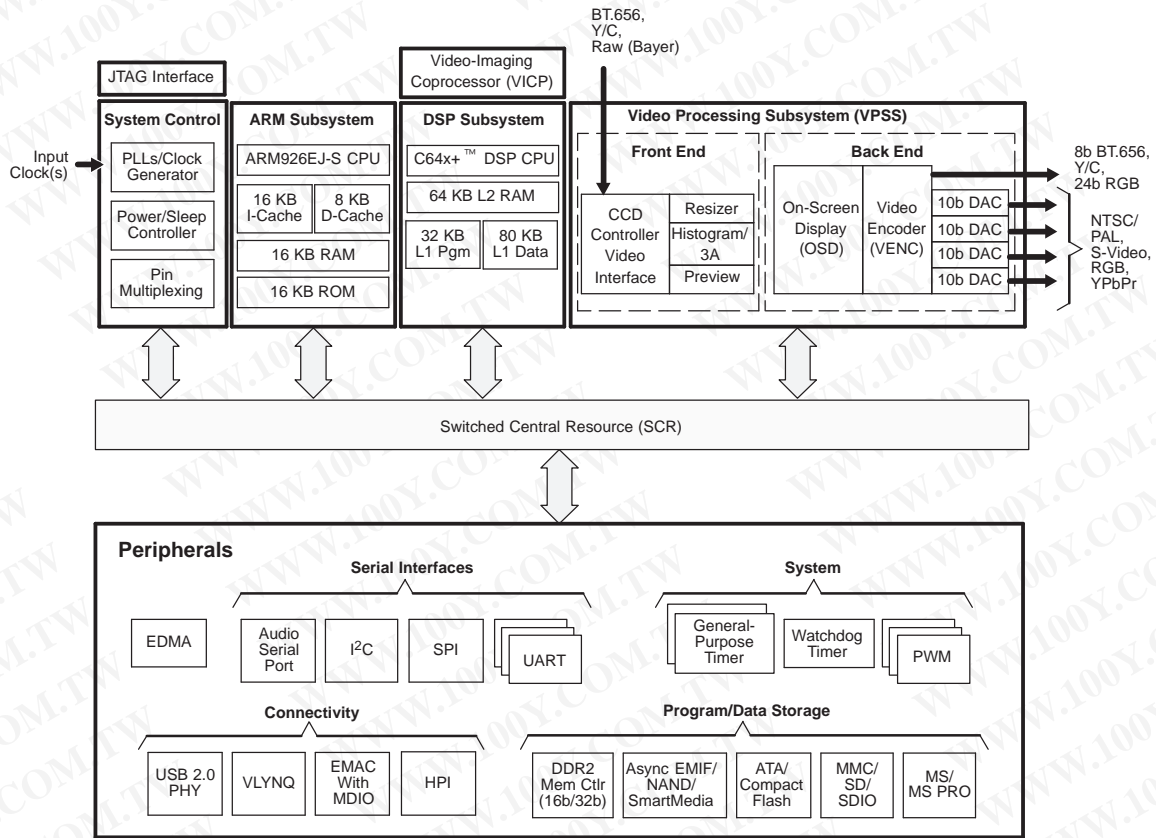 BT.656,
Y/C,
Raw (Bayer)
JTAG Interface
Video-Imaging
Coprocessor (VICP)
System Control
ARM Subsystem
DSP Subsystem
Video Processing Subsystem (VPSS)
Input
Clock(s)
PLLs/Clock
Generator
Power/Sleep
Controller
Pin
Multiplexing
ARM926EJ-S CPU
16 KB
I-Cache
8 KB
D-Cache
16 KB RAM
16 KB ROM
C64x+™ DSP CPU
64 KB L2 RAM
32 KB
L1 Pgm
80 KB
L1 Data
Front End
CCD
Controller
Video
Interface
Resizer
Histogram/
3A
Preview
Back End
On-Screen
Display
(OSD)
Video
Encoder
(VENC)
10b DAC
10b DAC
10b DAC
10b DAC
8b BT.656,
Y/C,
24b RGB
NTSC/
PAL,
S-Video,
RGB,
YPbPr
Switched Central Resource (SCR)
Peripherals
Serial Interfaces
System
EDMA
Audio
Serial
Port
I²C
SPI
UART
General-
Purpose
Timer
Watchdog
Timer
PWM
Connectivity
Program/Data Storage
USB 2.0
PHY
VLYNQ
EMAC
With
MDIO
HPI
DDR2
Mem Ctlr
(16b/32b)
Async EMIF/
NAND/
SmartMedia
ATA/
Compact
Flash
MMC/
SD/
SDIO
MS/
MS PRO
WWW.100Y.COM.TW